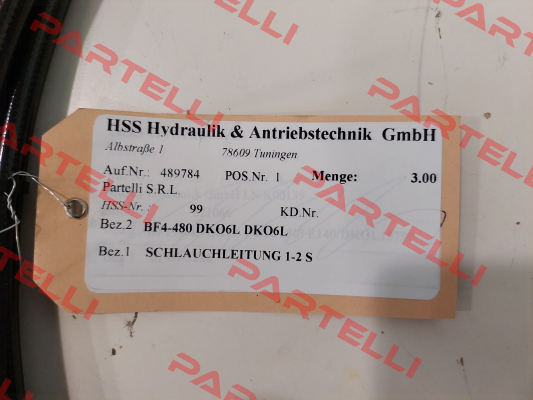 PARTELLI
PARTELLI
PARTELLI
HSS Hydraulik & Antriebstechnik GmbH
Albstraße 1 78609 Tuningen
Auf.Nr.: 489784 POS.Nr. 1 Menge: 3.00
Partelli S.R.L.
HSS-Nr.: 99 KD.Nr.
Bez.2 BF4-480 DKO6L DKO6L
Bez.1 SCHLAUCHLEITUNG 1-2 S
PARTELLI
PARTELLI
PARTELLI